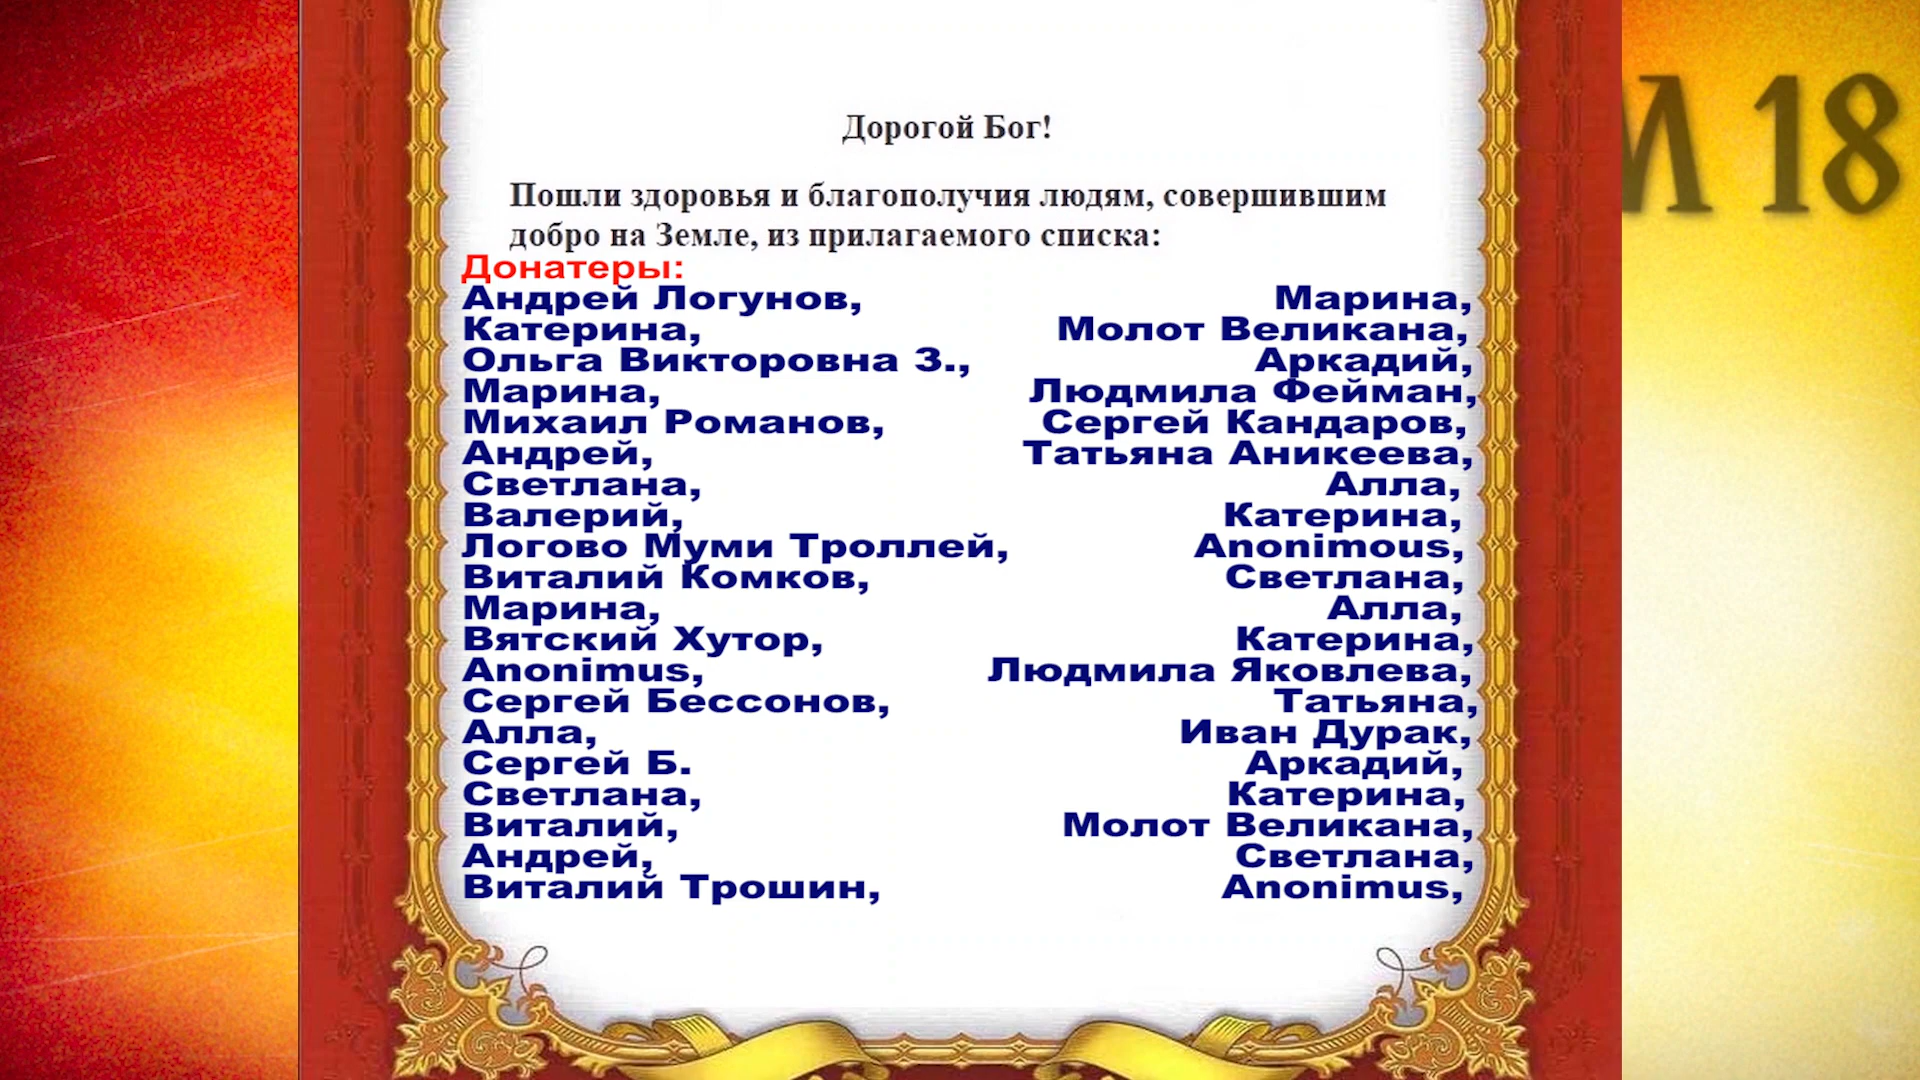 Дорогой Бог!
Пошли здоровья и благополучия людям, совершившим
добро на Земле, из прилагаемого списка:
Донатеры:
Андрей Логунов, Марина,
Катерина, Молот Великана,
Ольга Викторовна З., Аркадий,
Марина, Людмила Фейман,
Михаил Романов, Сергей Кандаров,
Андрей, Татьяна Аникеева,
Светлана, Алла,
Валерий, Катерина,
Логово Муми Троллей, Anonimous,
Виталий Комков, Светлана,
Марина, Алла,
Вятский Хутор, Катерина,
Anonimus, Людмила Яковлева,
Сергей Бессонов, Татьяна,
Алла, Иван Дурак,
Сергей Б. Аркадий,
Светлана, Катерина,
Виталий, Молот Великана,
Андрей, Светлана,
Виталий Трошин, Anonimus,
18